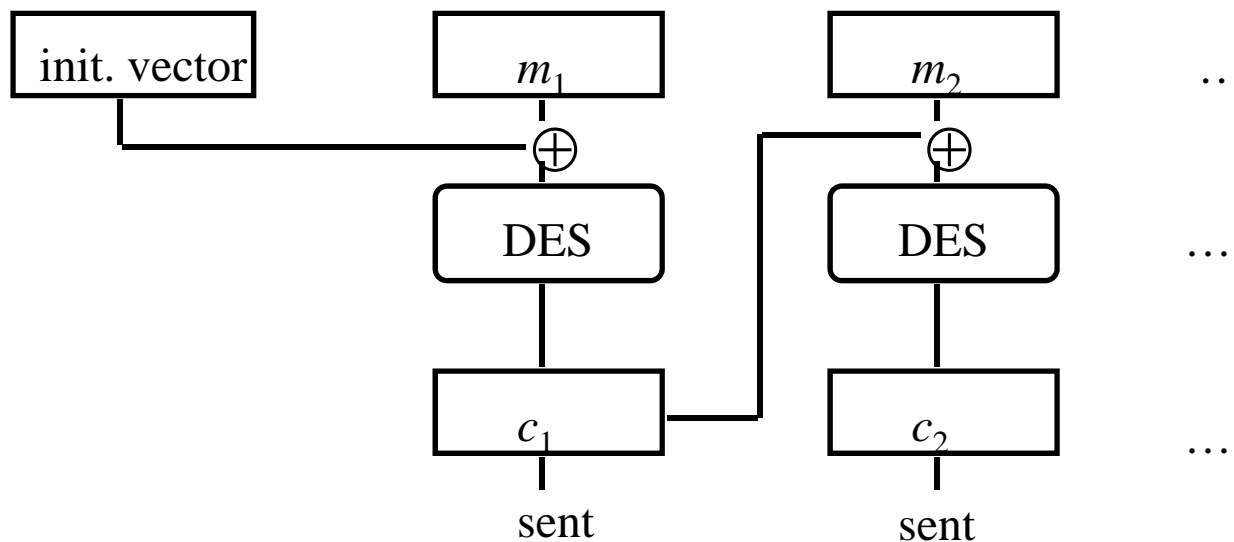 init. vector m₁ m₂ ..
DES DES ...
c₁ c₂ ...
sent sent